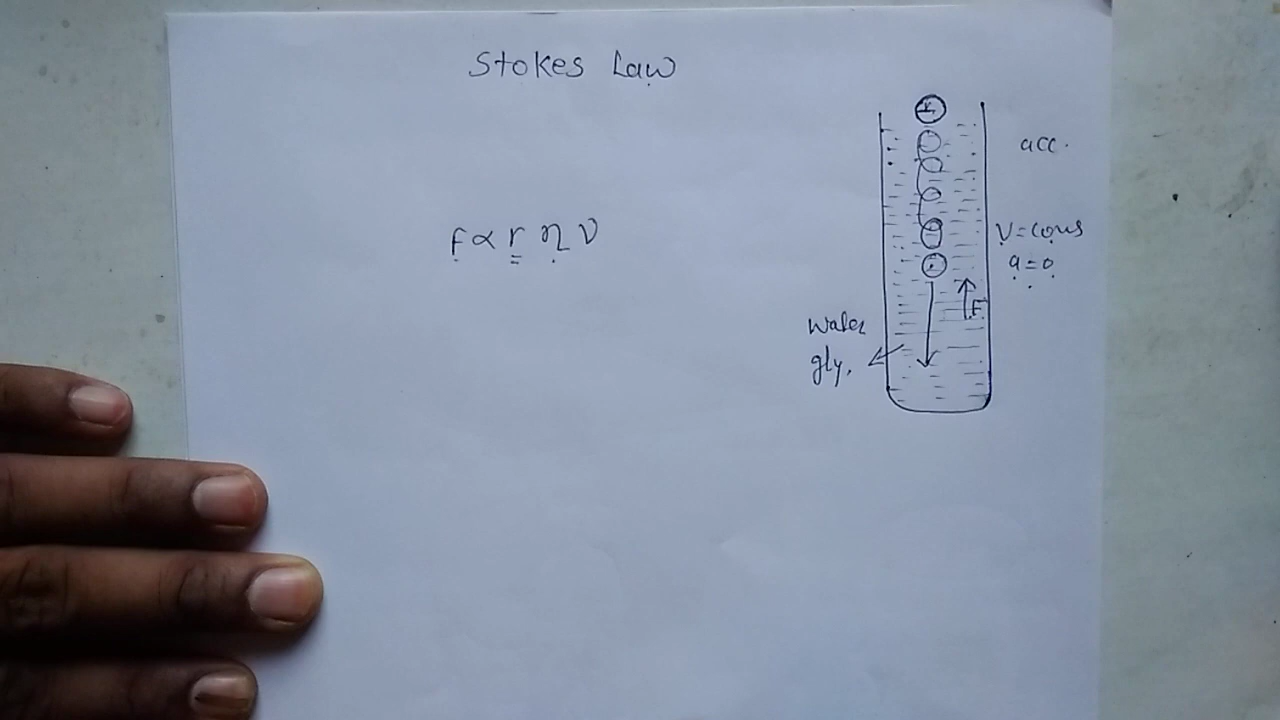 Stokes Law
r
acc.
F ∝ r η v
v = cons
a = 0
F
water
gly.